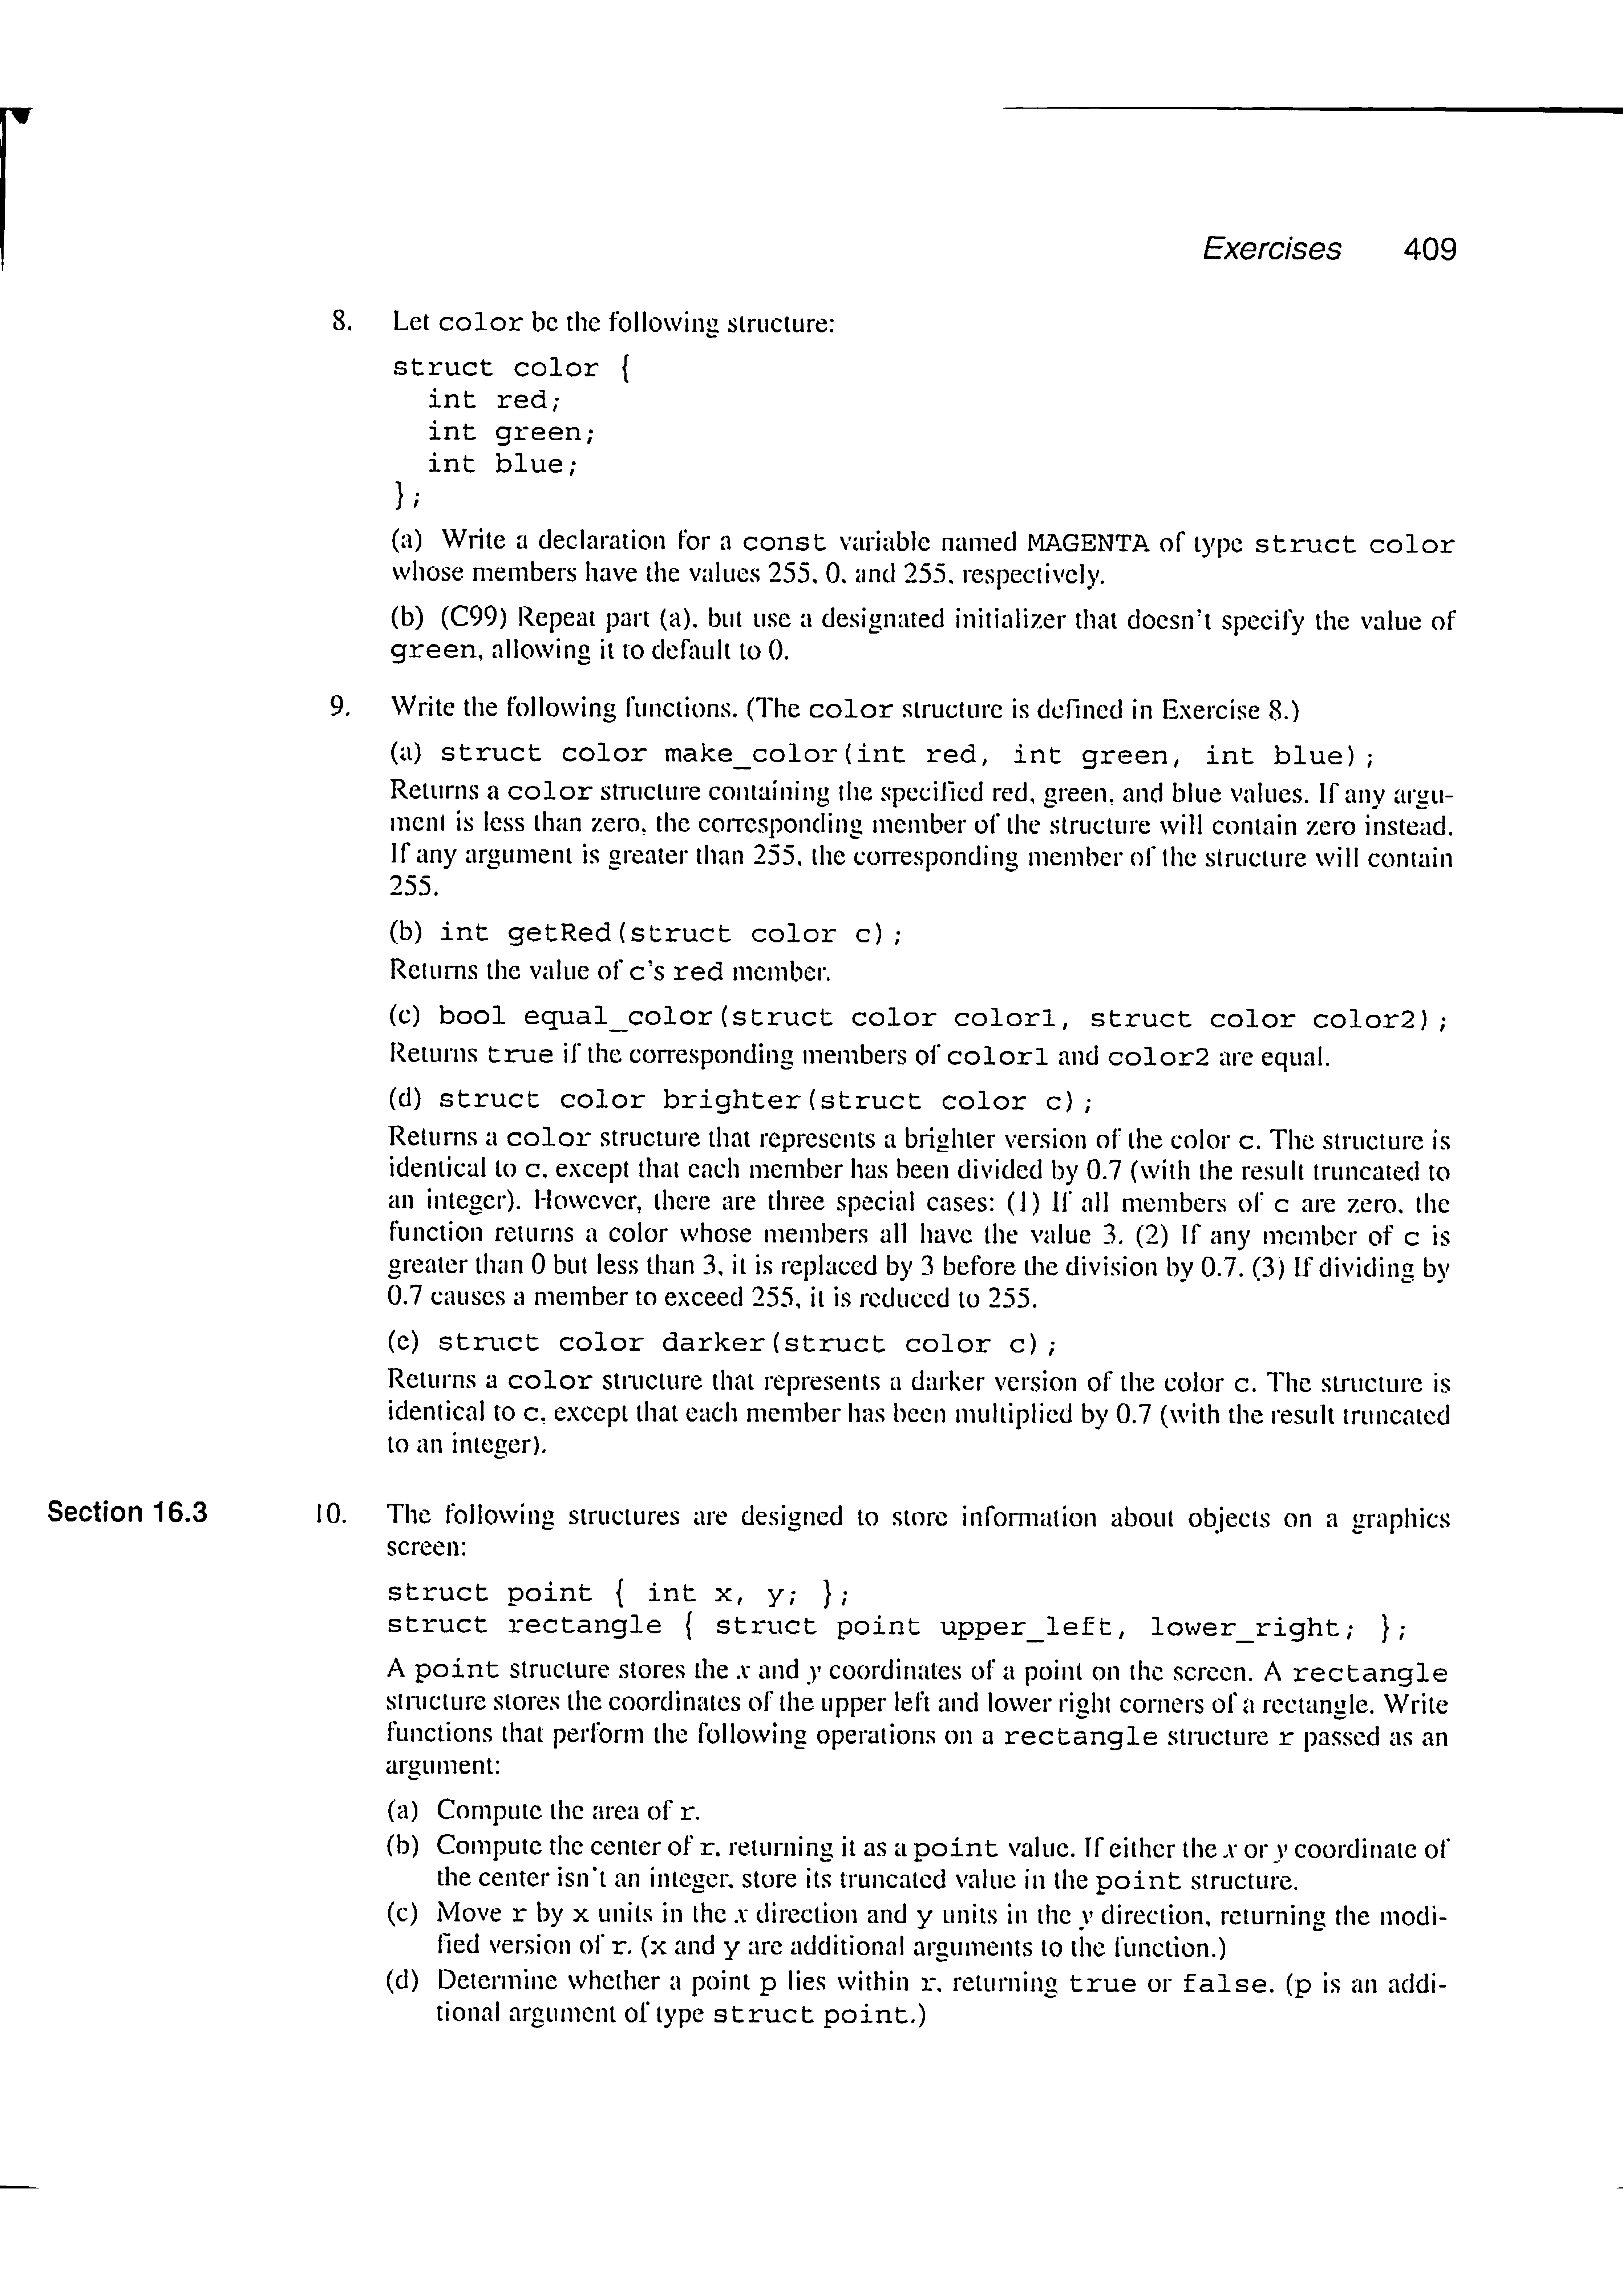 Exercises 409
8. Let color be the following structure:
struct color {
int red;
int green;
int blue;
};
(a) Write a declaration for a const variable named MAGENTA of type struct color
whose members have the values 255, 0, and 255, respectively.
(b) (C99) Repeat part (a), but use a designated initializer that doesn't specify the value of
green, allowing it to default to 0.
9. Write the following functions. (The color structure is defined in Exercise 8.)
(a) struct color make_color(int red, int green, int blue);
Returns a color structure containing the specified red, green, and blue values. If any argu-
ment is less than zero, the corresponding member of the structure will contain zero instead.
If any argument is greater than 255, the corresponding member of the structure will contain
255.
(b) int getRed(struct color c);
Returns the value of c's red member.
(c) bool equal_color(struct color color1, struct color color2);
Returns true if the corresponding members of color1 and color2 are equal.
(d) struct color brighter(struct color c);
Returns a color structure that represents a brighter version of the color c. The structure is
identical to c, except that each member has been divided by 0.7 (with the result truncated to
an integer). However, there are three special cases: (1) If all members of c are zero, the
function returns a color whose members all have the value 3. (2) If any member of c is
greater than 0 but less than 3, it is replaced by 3 before the division by 0.7. (3) If dividing by
0.7 causes a member to exceed 255, it is reduced to 255.
(e) struct color darker(struct color c);
Returns a color structure that represents a darker version of the color c. The structure is
identical to c, except that each member has been multiplied by 0.7 (with the result truncated
to an integer).
Section 16.3 10. The following structures are designed to store information about objects on a graphics
screen:
struct point { int x, y; };
struct rectangle { struct point upper_left, lower_right; };
A point structure stores the x and y coordinates of a point on the screen. A rectangle
structure stores the coordinates of the upper left and lower right corners of a rectangle. Write
functions that perform the following operations on a rectangle structure r passed as an
argument:
(a) Compute the area of r.
(b) Compute the center of r, returning it as a point value. If either the x or y coordinate of
the center isn't an integer, store its truncated value in the point structure.
(c) Move r by x units in the x direction and y units in the y direction, returning the modi-
fied version of r. (x and y are additional arguments to the function.)
(d) Determine whether a point p lies within r, returning true or false. (p is an addi-
tional argument of type struct point.)